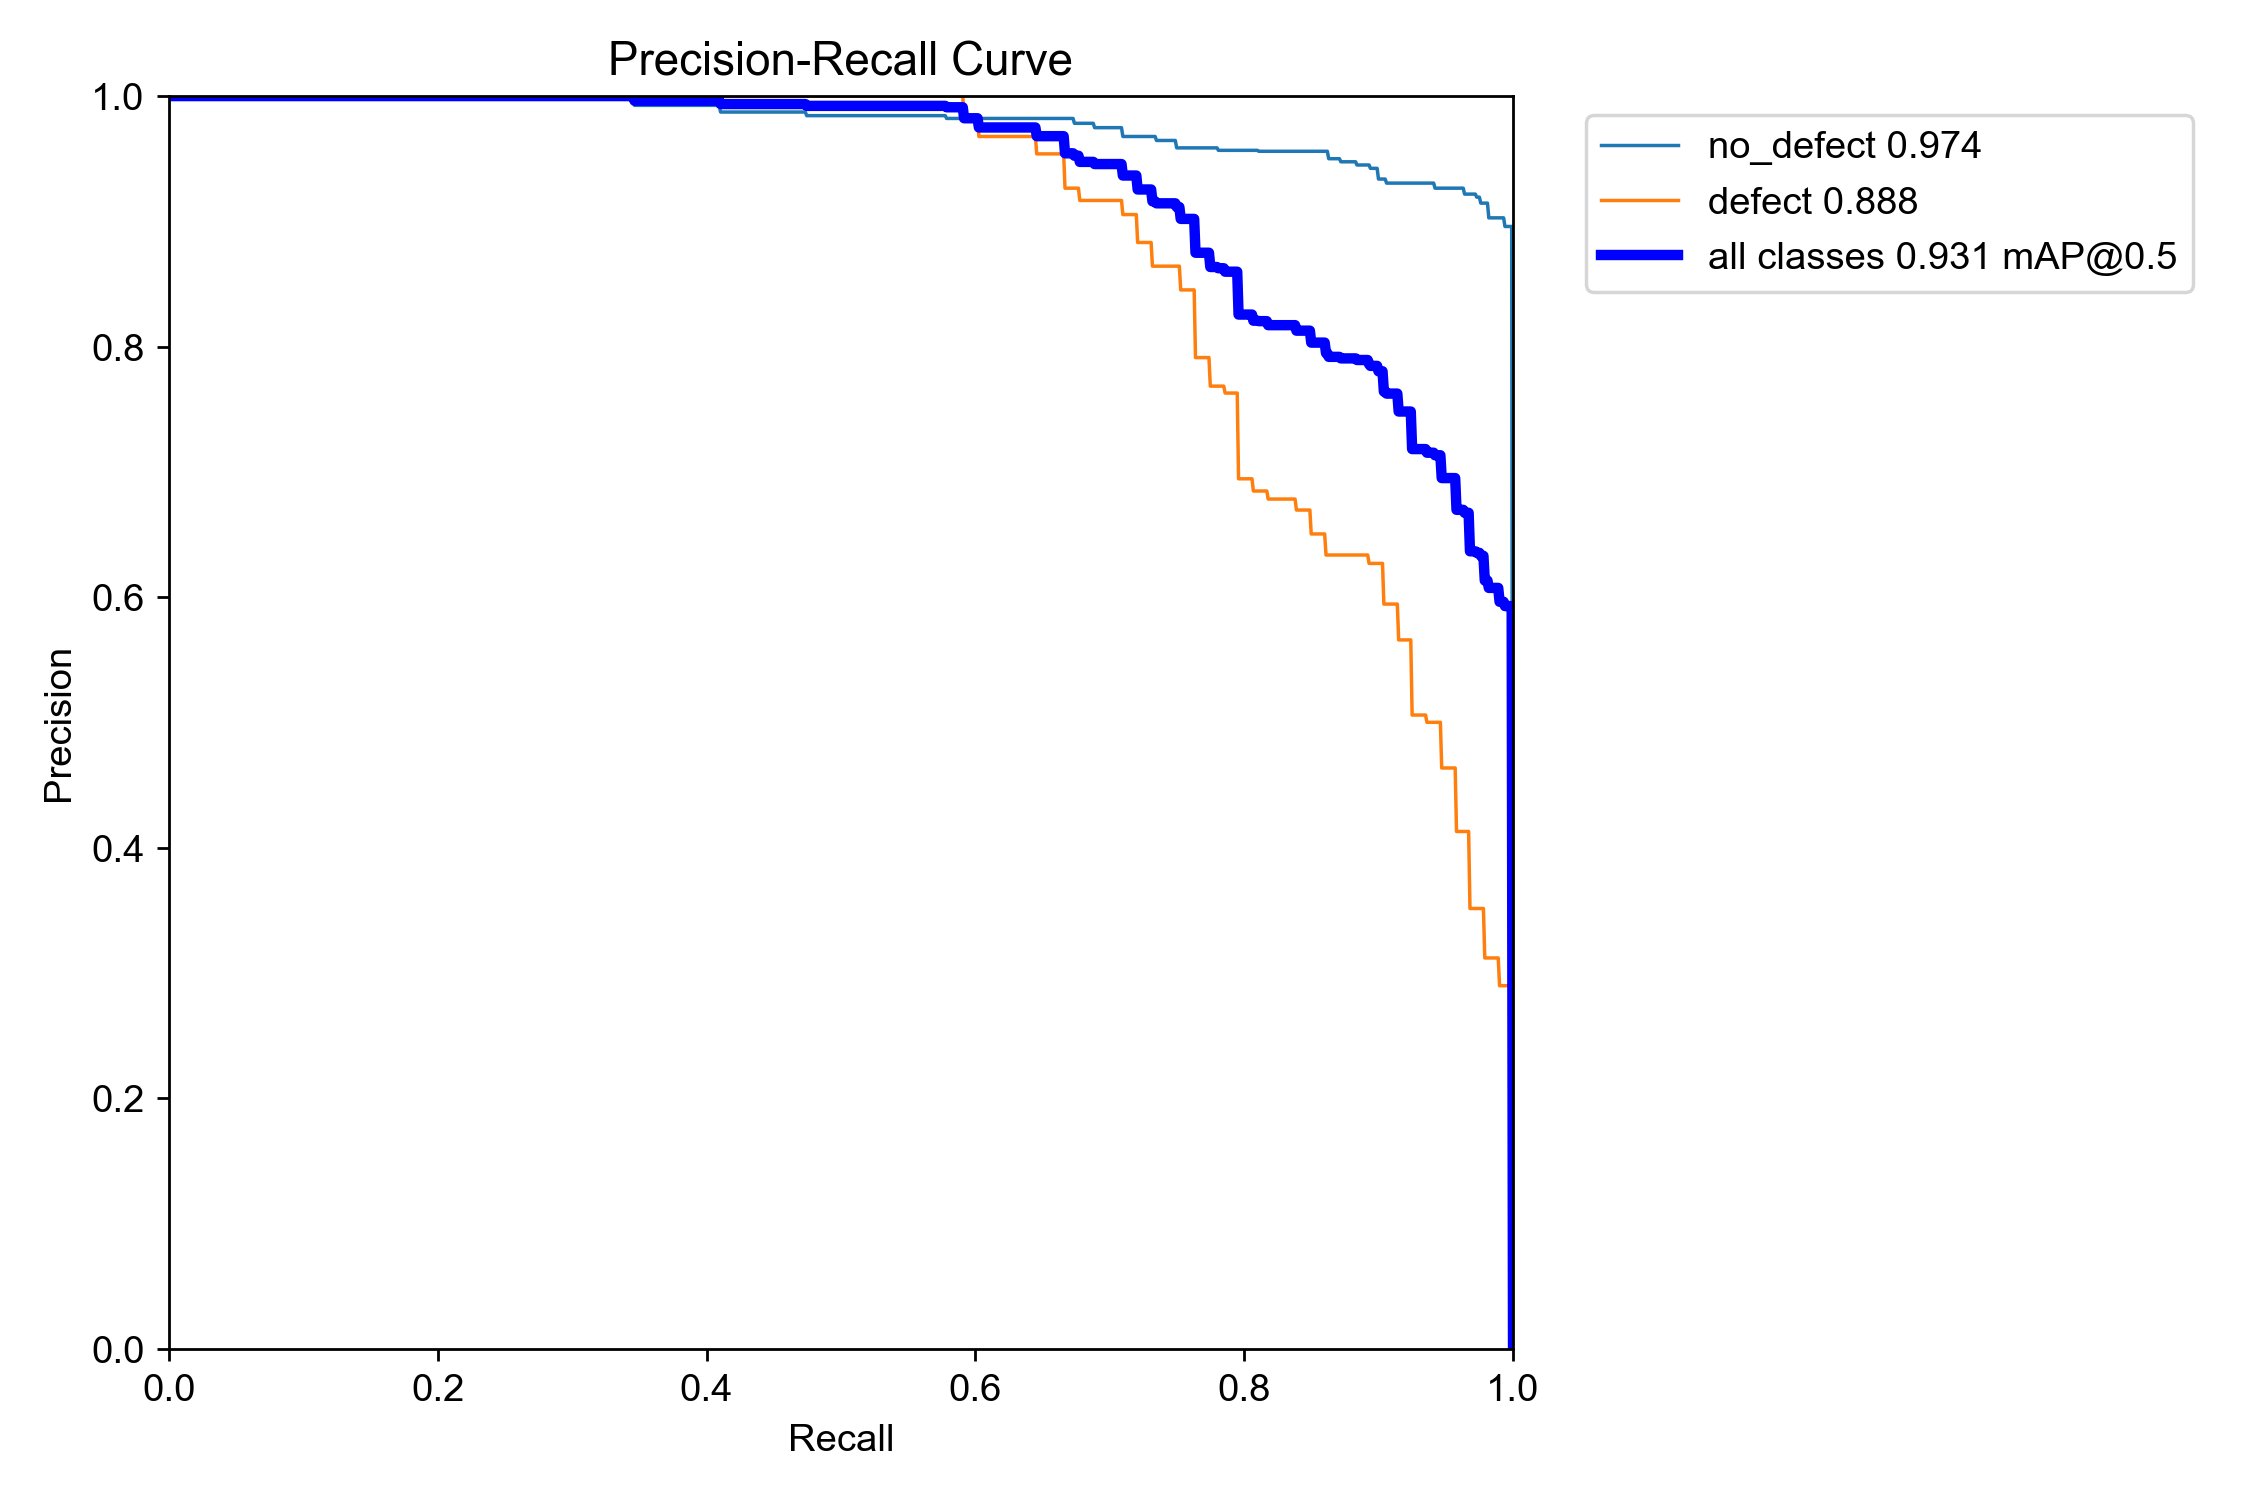 Precision-Recall Curve
1.0
0.8
0.6
0.4
0.2
0.0
Precision
0.0 0.2 0.4 0.6 0.8 1.0
Recall
no_defect 0.974
defect 0.888
all classes 0.931 mAP@0.5